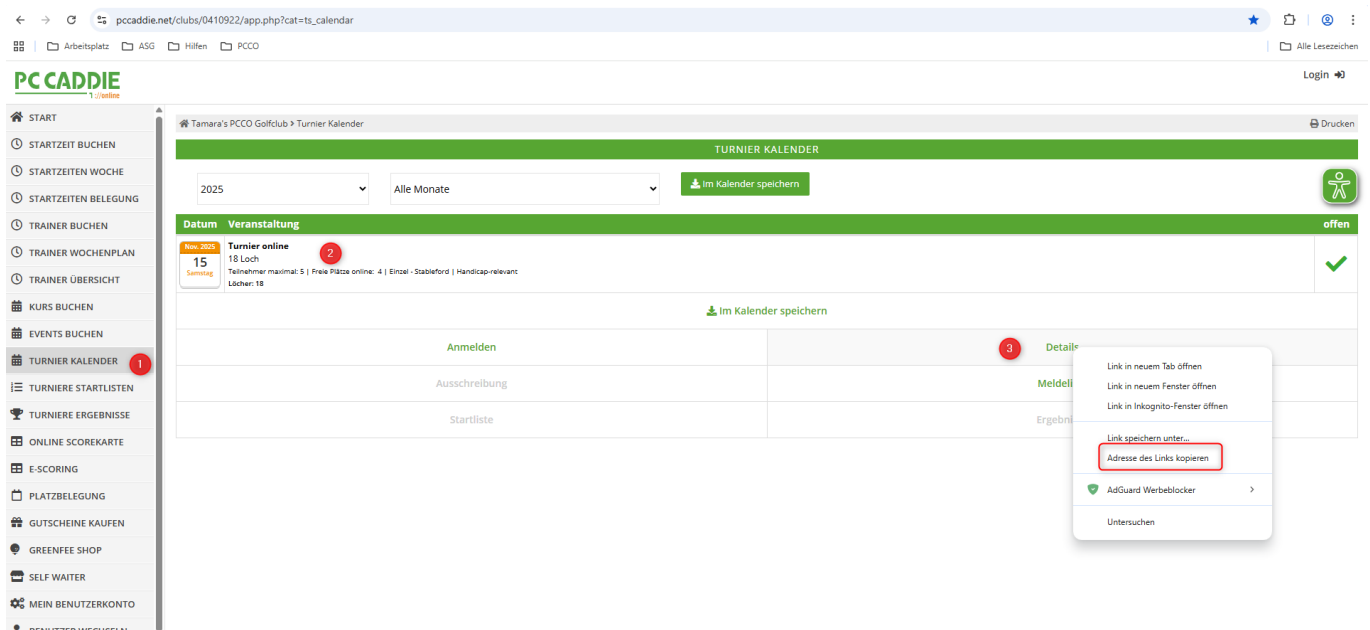 pccaddie.net/clubs/0410922/app.php?cat=ts_calendar
Arbeitsplatz ASG Hilfen PCCO Alle Lesezeichen
PC CADDIE
://online
Login
START
STARTZEIT BUCHEN
STARTZEITEN WOCHE
STARTZEITEN BELEGUNG
TRAINER BUCHEN
TRAINER WOCHENPLAN
TRAINER ÜBERSICHT
KURS BUCHEN
EVENTS BUCHEN
TURNIER KALENDER 1
TURNIERE STARTLISTEN
TURNIERE ERGEBNISSE
ONLINE SCOREKARTE
E-SCORING
PLATZBELEGUNG
GUTSCHEINE KAUFEN
GREENFEE SHOP
SELF WAITER
MEIN BENUTZERKONTO
BENUTZER WECHSELN
Tamara's PCCO Golfclub > Turnier Kalender Drucken
TURNIER KALENDER
2025 Alle Monate Im Kalender speichern
Datum Veranstaltung offen
Nov. 2025
15
Samstag
Turnier online
18 Loch
2
Teilnehmer maximal: 5 | Freie Plätze online: 4 | Einzel - Stableford | Handicap-relevant
Löcher: 18
Im Kalender speichern
Anmelden 3 Details
Ausschreibung Meldeli
Startliste Ergebni
Link in neuem Tab öffnen
Link in neuem Fenster öffnen
Link in Inkognito-Fenster öffnen
Link speichern unter...
Adresse des Links kopieren
AdGuard Werbeblocker
Untersuchen